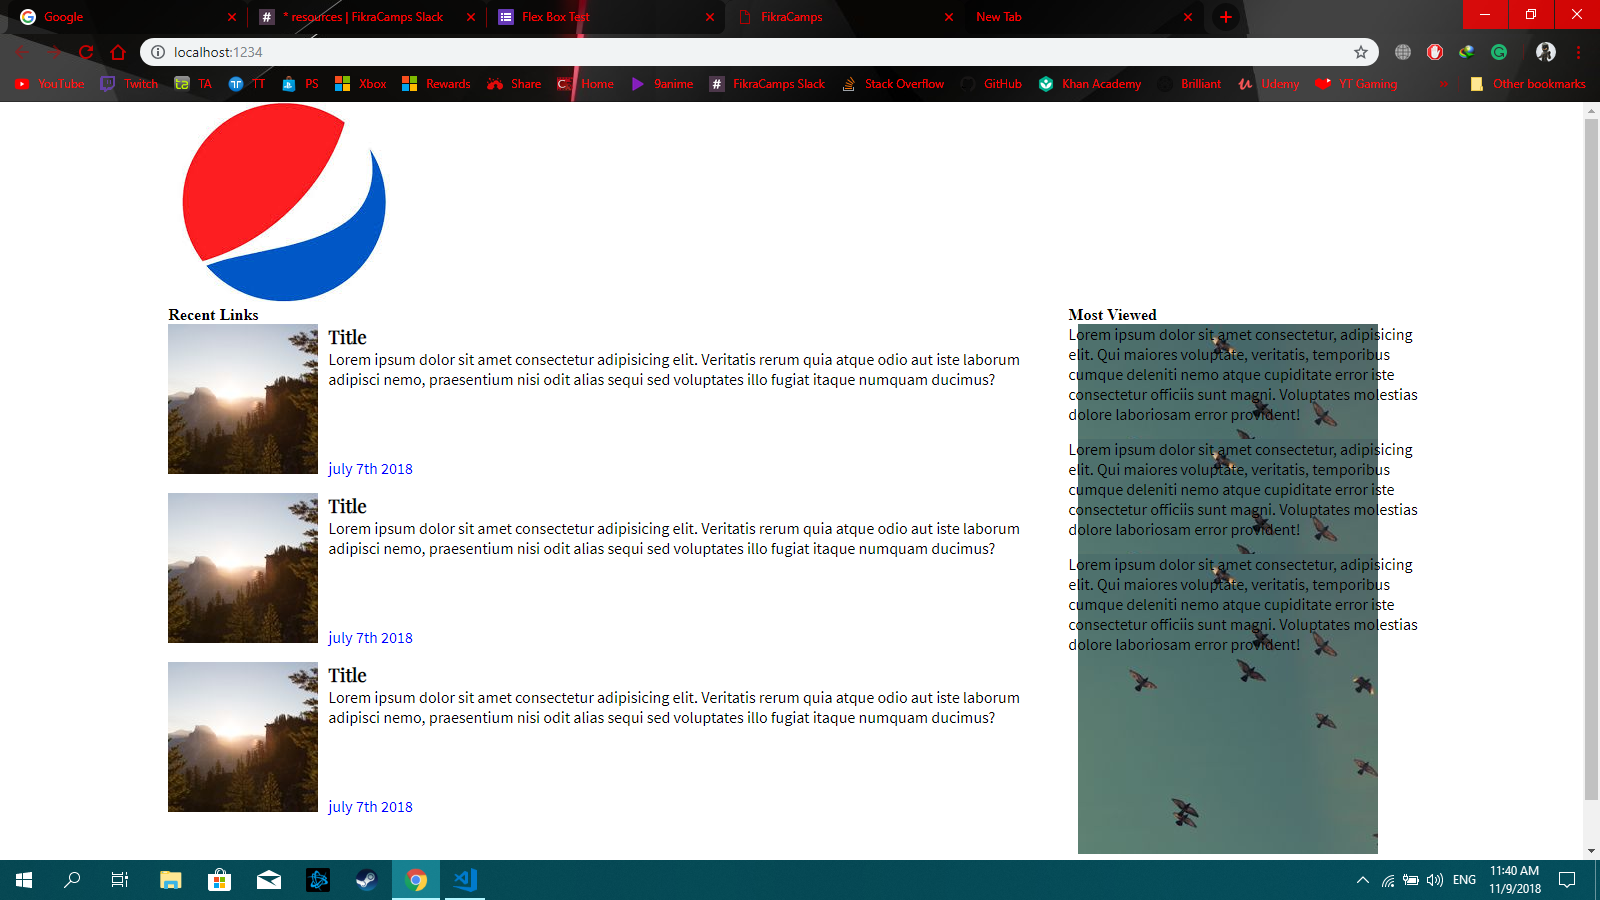 Google
* resources | FikraCamps Slack
Flex Box Test
FikraCamps
New Tab
localhost:1234
YouTube
Twitch
TA
TT
PS
Xbox
Rewards
Share
Home
9anime
FikraCamps Slack
Stack Overflow
GitHub
Khan Academy
Brilliant
Udemy
YT Gaming
»
Other bookmarks
Recent Links
Title
Lorem ipsum dolor sit amet consectetur adipisicing elit. Veritatis rerum quia atque odio aut iste laborum
adipisci nemo, praesentium nisi odit alias sequi sed voluptates illo fugiat itaque numquam ducimus?
july 7th 2018
Title
Lorem ipsum dolor sit amet consectetur adipisicing elit. Veritatis rerum quia atque odio aut iste laborum
adipisci nemo, praesentium nisi odit alias sequi sed voluptates illo fugiat itaque numquam ducimus?
july 7th 2018
Title
Lorem ipsum dolor sit amet consectetur adipisicing elit. Veritatis rerum quia atque odio aut iste laborum
adipisci nemo, praesentium nisi odit alias sequi sed voluptates illo fugiat itaque numquam ducimus?
july 7th 2018
Most Viewed
Lorem ipsum dolor sit amet consectetur, adipisicing
elit. Qui maiores voluptate, veritatis, temporibus
cumque deleniti nemo atque cupiditate error iste
consectetur officiis sunt magni. Voluptates molestias
dolore laboriosam error provident!
Lorem ipsum dolor sit amet consectetur, adipisicing
elit. Qui maiores voluptate, veritatis, temporibus
cumque deleniti nemo atque cupiditate error iste
consectetur officiis sunt magni. Voluptates molestias
dolore laboriosam error provident!
Lorem ipsum dolor sit amet consectetur, adipisicing
elit. Qui maiores voluptate, veritatis, temporibus
cumque deleniti nemo atque cupiditate error iste
consectetur officiis sunt magni. Voluptates molestias
dolore laboriosam error provident!
ENG
11:40 AM
11/9/2018